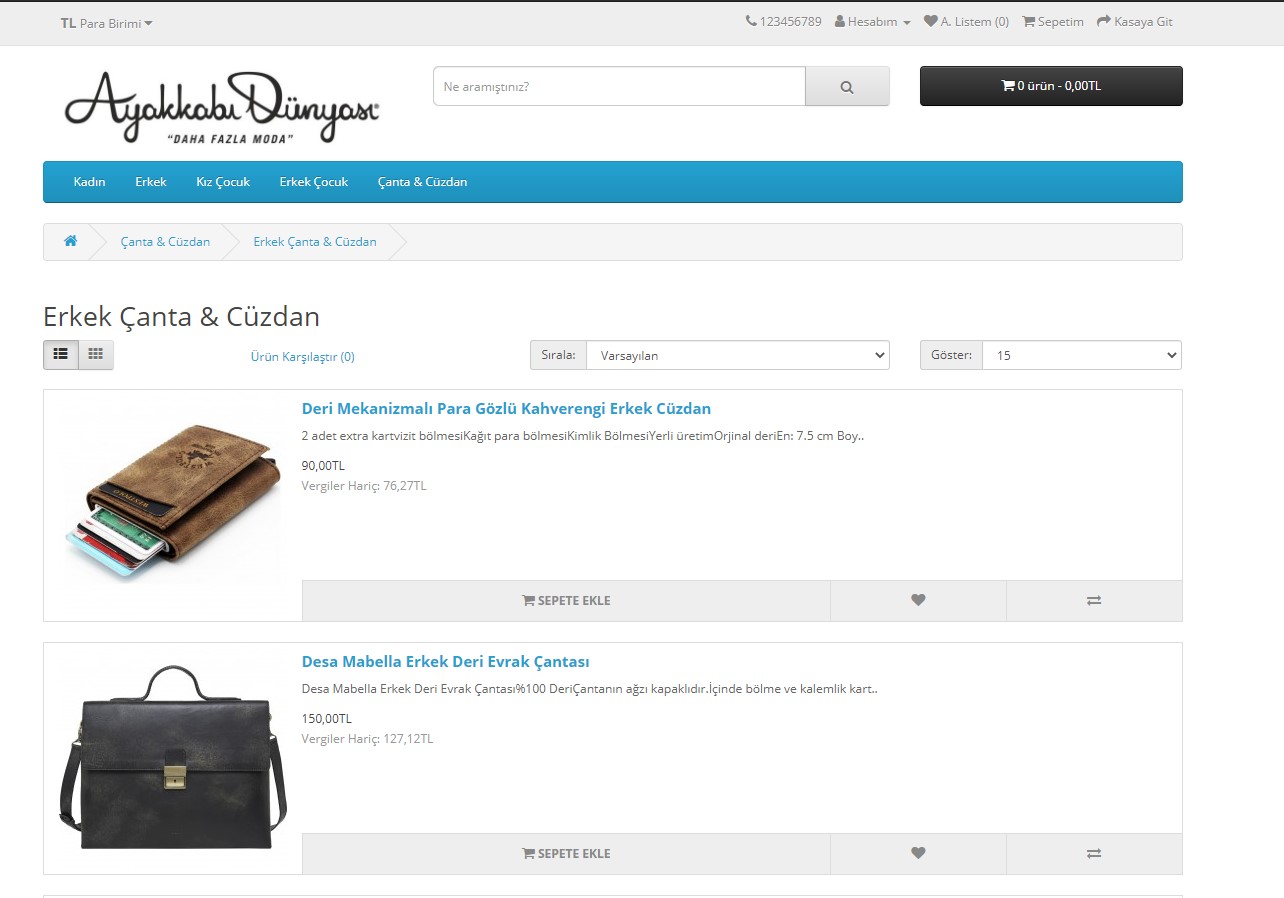 TL Para Birimi
123456789 Hesabım A. Listem (0) Sepetim Kasaya Git
Ayakkabı Dünyası
"DAHA FAZLA MODA"
Ne aramıştınız?
0 ürün - 0,00TL
Kadın Erkek Kız Çocuk Erkek Çocuk Çanta & Cüzdan
Çanta & Cüzdan Erkek Çanta & Cüzdan
Erkek Çanta & Cüzdan
Ürün Karşılaştır (0) Sırala: Varsayılan Göster: 15
Deri Mekanizmalı Para Gözlü Kahverengi Erkek Cüzdan
2 adet extra kartvizit bölmesiKağıt para bölmesiKimlik BölmesiYerli üretimOrjinal deriEn: 7.5 cm Boy..
90,00TL
Vergiler Hariç: 76,27TL
SEPETE EKLE
Desa Mabella Erkek Deri Evrak Çantası
Desa Mabella Erkek Deri Evrak Çantası%100 DeriÇantanın ağzı kapaklıdır.İçinde bölme ve kalemlik kart..
150,00TL
Vergiler Hariç: 127,12TL
SEPETE EKLE